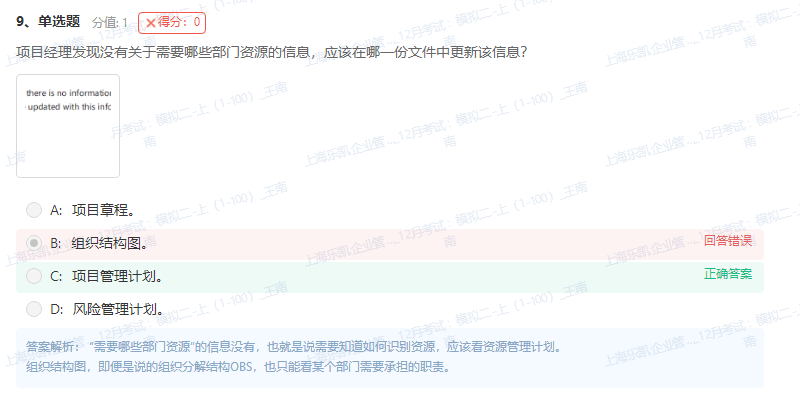 9、单选题 分值: 1 得分：0
项目经理发现没有关于需要哪些部门资源的信息，应该在哪一份文件中更新该信息？
there is no information
updated with this info
A: 项目章程。
B: 组织结构图。 回答错误
C: 项目管理计划。 正确答案
D: 风险管理计划。
答案解析： “需要哪些部门资源”的信息没有，也就是说需要知道如何识别资源，应该看资源管理计划。
组织结构图，即便是说的组织分解结构OBS，也只能看某个部门需要承担的职责。
上海乐凯企业管... 12月考试：模拟二-上（1-100）_王南